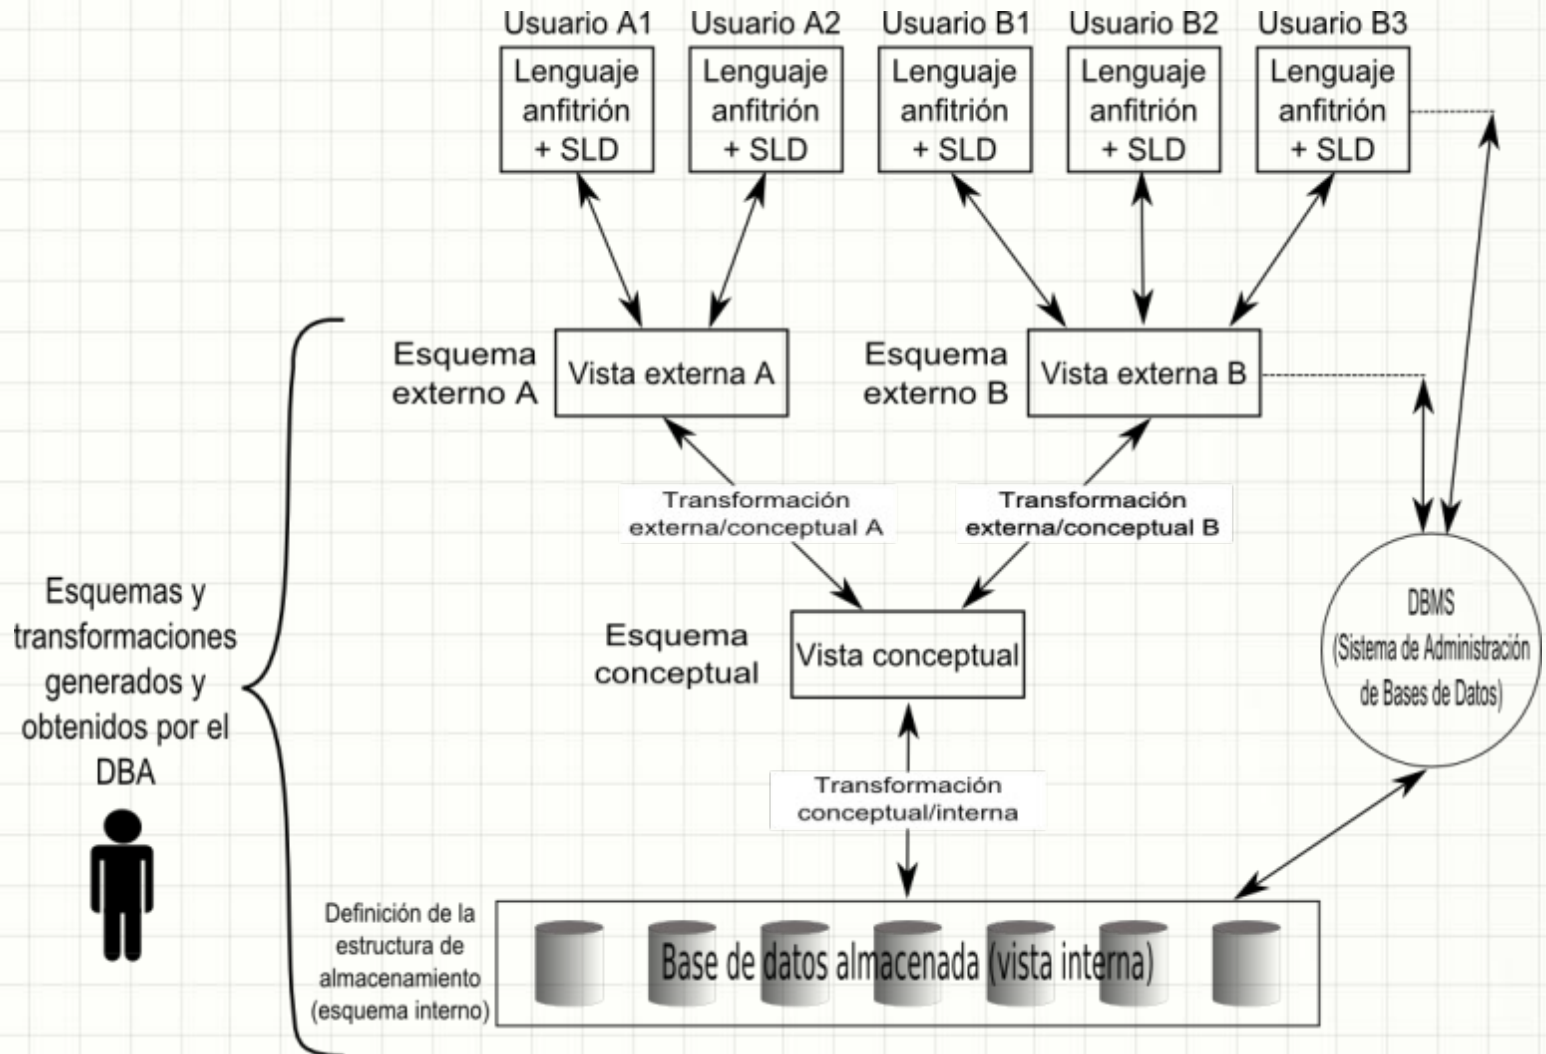 Usuario A1
Usuario A2
Usuario B1
Usuario B2
Usuario B3
Lenguaje
anfitrión
+ SLD
Lenguaje
anfitrión
+ SLD
Lenguaje
anfitrión
+ SLD
Lenguaje
anfitrión
+ SLD
Lenguaje
anfitrión
+ SLD
Esquema
externo A
Vista externa A
Esquema
externo B
Vista externa B
Transformación
externa/conceptual A
Transformación
externa/conceptual B
Esquemas y
transformaciones
generados y
obtenidos por el
DBA
Esquema
conceptual
Vista conceptual
DBMS
(Sistema de Administración
de Bases de Datos)
Transformación
conceptual/interna
Definición de la
estructura de
almacenamiento
(esquema interno)
Base de datos almacenada (vista interna)